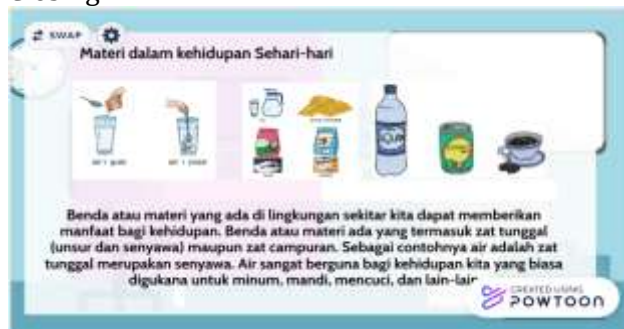 SWAP
Materi dalam kehidupan Sehari-hari
Benda atau materi yang ada di lingkungan sekitar kita dapat memberikan
manfaat bagi kehidupan. Benda atau materi ada yang termasuk zat tunggal
(unsur dan senyawa) maupun zat campuran. Sebagai contohnya air adalah zat
tunggal merupakan senyawa. Air sangat berguna bagi kehidupan kita yang biasa
digukana untuk minum, mandi, mencuci, dan lain-lain
CREATED USING
POWTOON